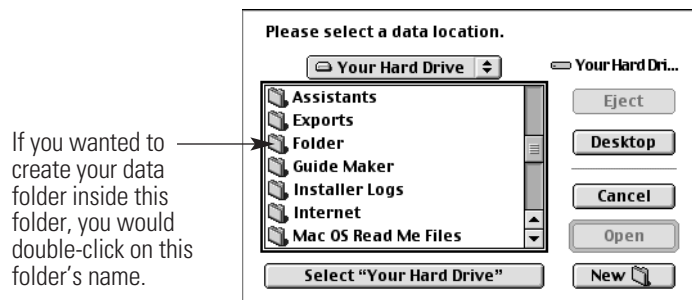 Please select a data location.
Your Hard Drive
Your Hard Dri...
Assistants
Exports
Folder
Guide Maker
Installer Logs
Internet
Mac OS Read Me Files
Eject
Desktop
Cancel
Open
Select “Your Hard Drive”
New
If you wanted to
create your data
folder inside this
folder, you would
double-click on this
folder’s name.